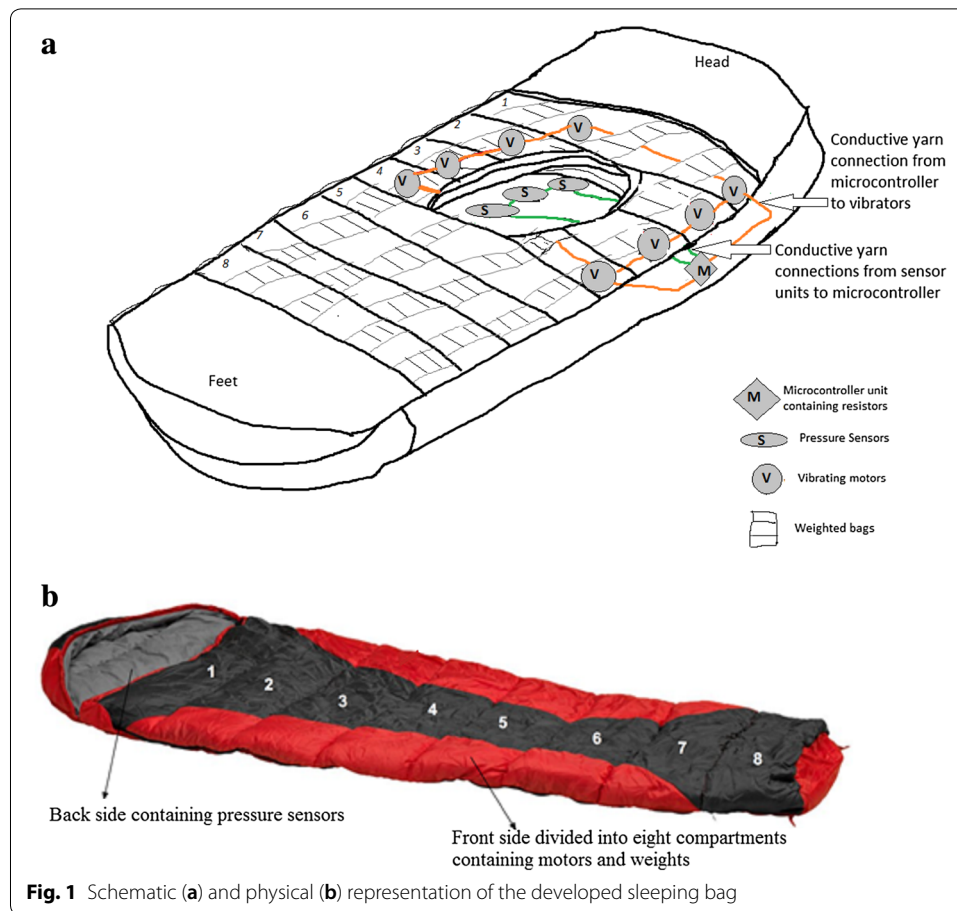 a
Head
1
2
3
4
5
6
7
8
V
V
V
V
S
S
S
V
V
V
V
M
Feet
Conductive yarn
connection from
microcontroller
to vibrators
Conductive yarn
connections from sensor
units to microcontroller
M
Microcontroller unit
containing resistors
S
Pressure Sensors
V
Vibrating motors
Weighted bags
b
1
2
3
4
5
6
7
8
Back side containing pressure sensors
Front side divided into eight compartments
containing motors and weights
Fig. 1 Schematic (a) and physical (b) representation of the developed sleeping bag